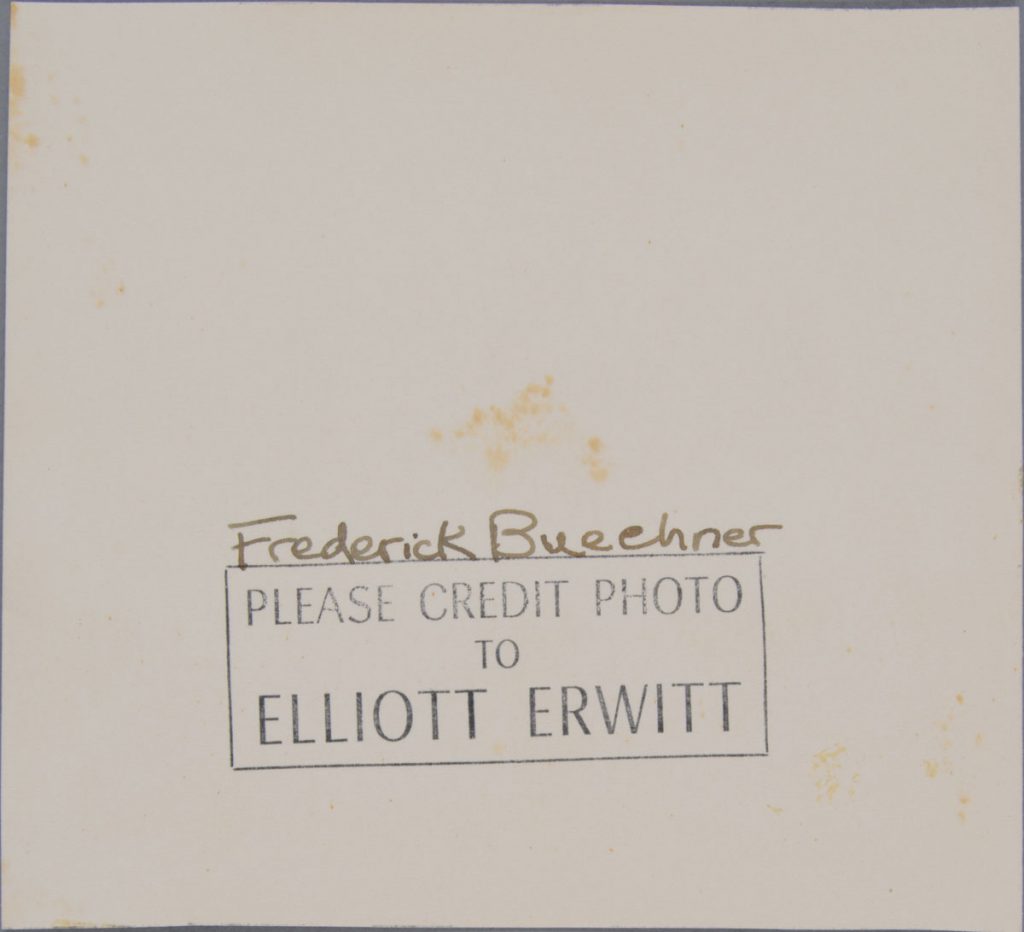 Frederick Buechner
PLEASE CREDIT PHOTO
TO
ELLIOTT ERWITT